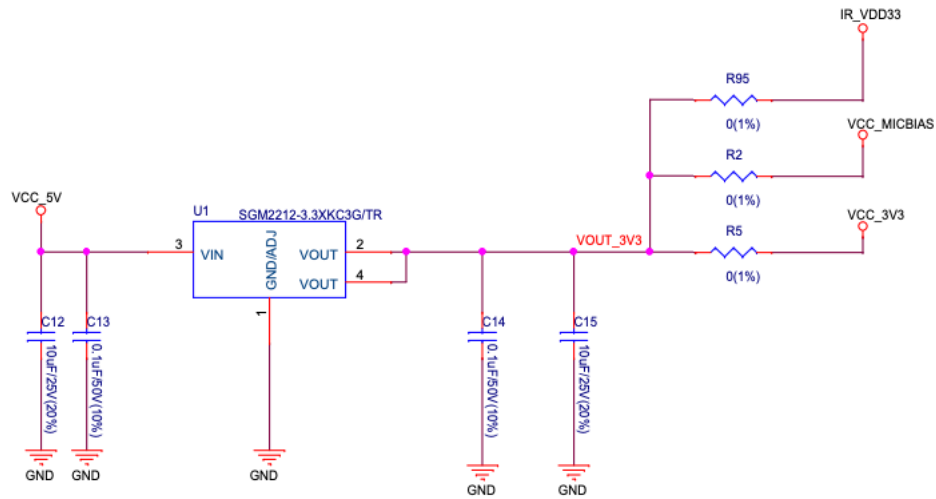 IR_VDD33
R95
0(1%)
VCC_MICBIAS
R2
0(1%)
VCC_5V
U1
SGM2212-3.3XKC3G/TR
VCC_3V3
R5
0(1%)
VOUT_3V3
3
VIN
GND/ADJ
VOUT
2
VOUT
4
1
C12
10uF/25V(20%)
C13
0.1uF/50V(10%)
C14
0.1uF/50V(10%)
C15
10uF/25V(20%)
GND
GND
GND
GND
GND